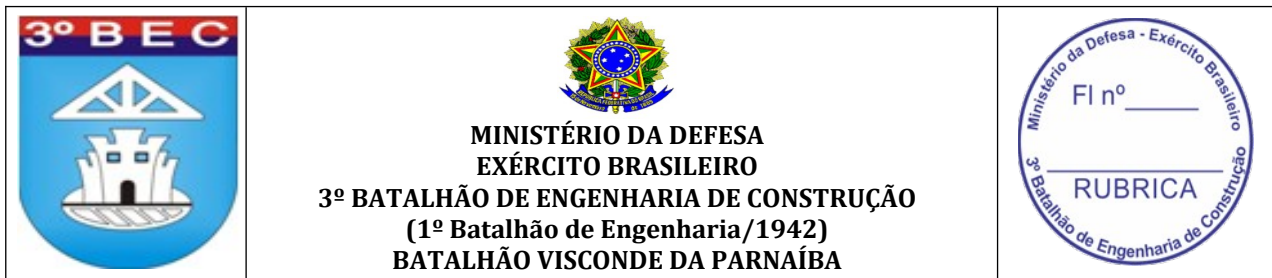 3º B E C
MINISTÉRIO DA DEFESA
EXÉRCITO BRASILEIRO
3º BATALHÃO DE ENGENHARIA DE CONSTRUÇÃO
(1º Batalhão de Engenharia/1942)
BATALHÃO VISCONDE DA PARNAÍBA
Ministério da Defesa - Exército Brasileiro
Fl nº_____
RUBRICA
3º Batalhão de Engenharia de Construção